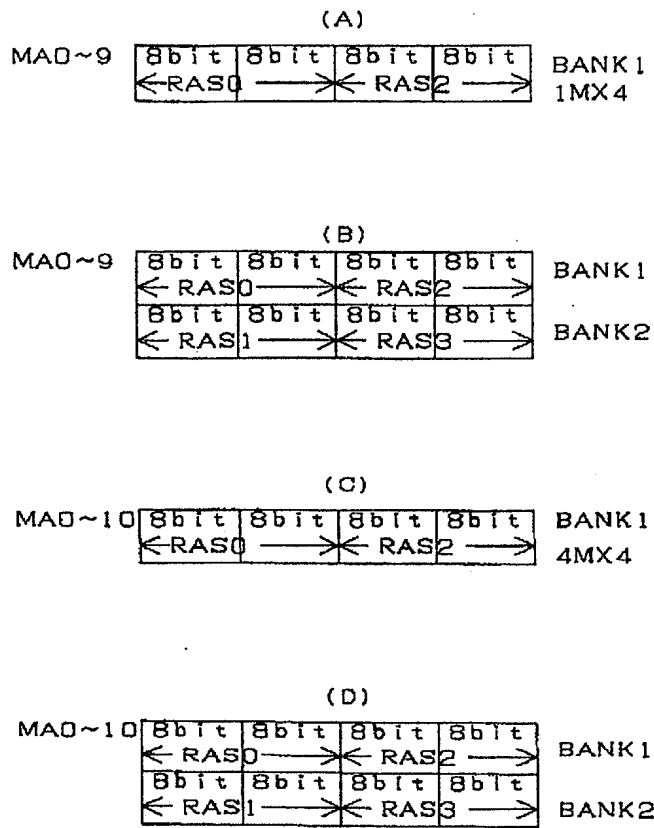 (A)
MA0~9 8bit 8bit 8bit 8bit BANK1
RAS0 RAS2 1MX4
(B)
MA0~9 8bit 8bit 8bit 8bit BANK1
RAS0 RAS2
8bit 8bit 8bit 8bit BANK2
RAS1 RAS3
(C)
MA0~10 8bit 8bit 8bit 8bit BANK1
RAS0 RAS2 4MX4
(D)
MA0~10 8bit 8bit 8bit 8bit BANK1
RAS0 RAS2
8bit 8bit 8bit 8bit BANK2
RAS1 RAS3